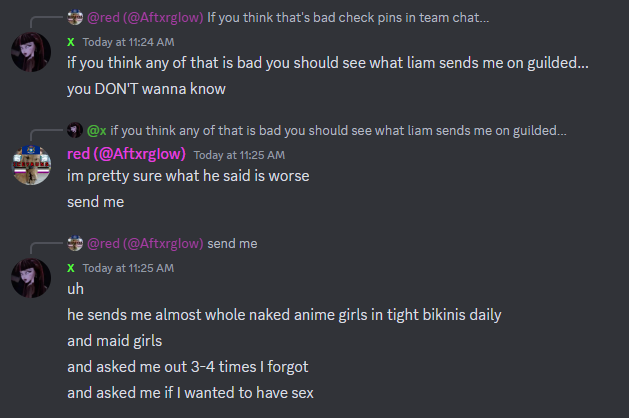 @red (@Aftxrglow) If you think that's bad check pins in team chat...
X Today at 11:24 AM
if you think any of that is bad you should see what liam sends me on guilded...
you DON'T wanna know
@x if you think any of that is bad you should see what liam sends me on guilded...
red (@Aftxrglow) Today at 11:25 AM
im pretty sure what he said is worse
send me
@red (@Aftxrglow) send me
X Today at 11:25 AM
uh
he sends me almost whole naked anime girls in tight bikinis daily
and maid girls
and asked me out 3-4 times I forgot
and asked me if I wanted to have sex